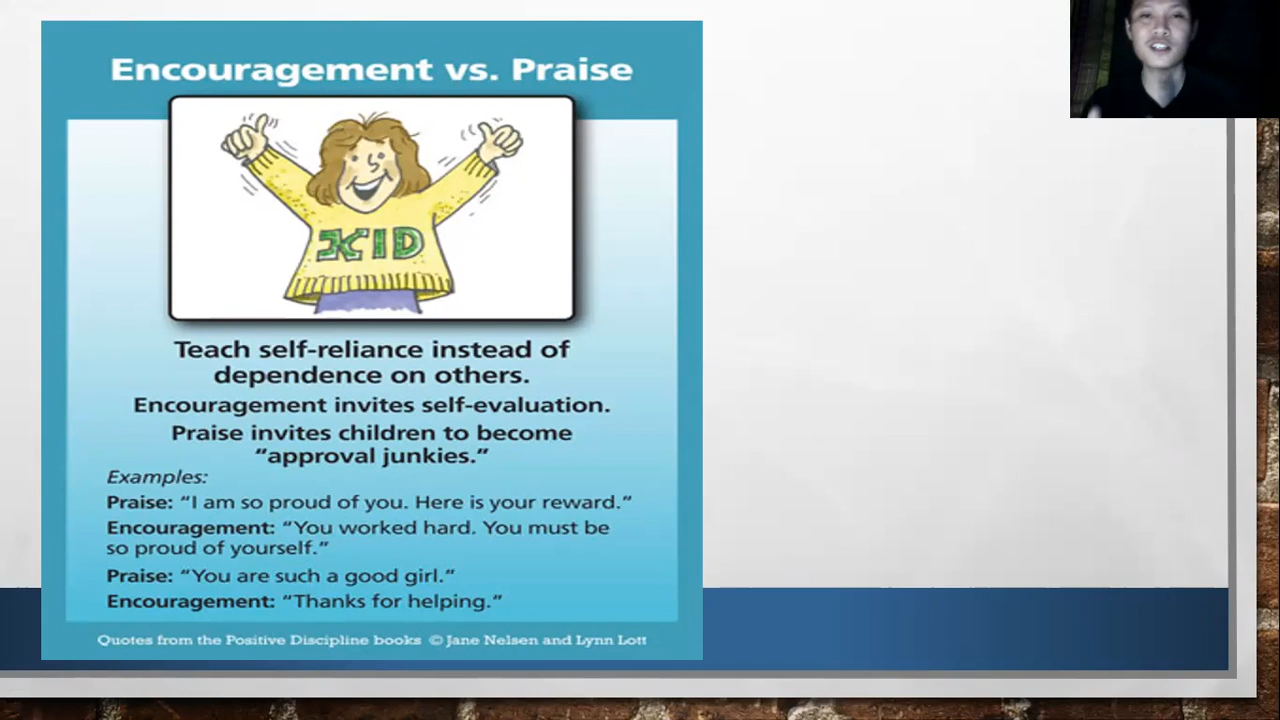 Encouragement vs. Praise
KID
Teach self-reliance instead of
dependence on others.
Encouragement invites self-evaluation.
Praise invites children to become
“approval junkies.”
Examples:
Praise: “I am so proud of you. Here is your reward.”
Encouragement: “You worked hard. You must be
so proud of yourself.”
Praise: “You are such a good girl.”
Encouragement: “Thanks for helping.”
Quotes from the Positive Discipline books © Jane Nelsen and Lynn Lott